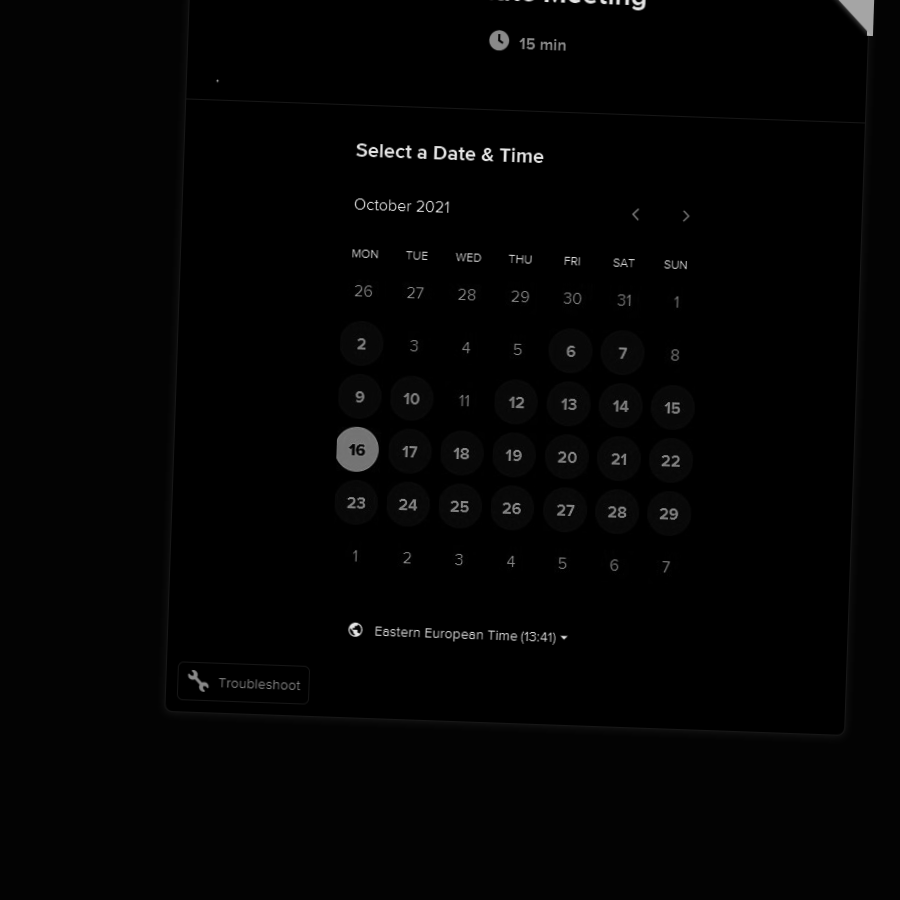 Meeting
15 min
.
Select a Date & Time
October 2021
MON TUE WED THU FRI SAT SUN
26 27 28 29 30 31 1
2 3 4 5 6 7 8
9 10 11 12 13 14 15
16 17 18 19 20 21 22
23 24 25 26 27 28 29
1 2 3 4 5 6 7
Eastern European Time (13:41)
Troubleshoot